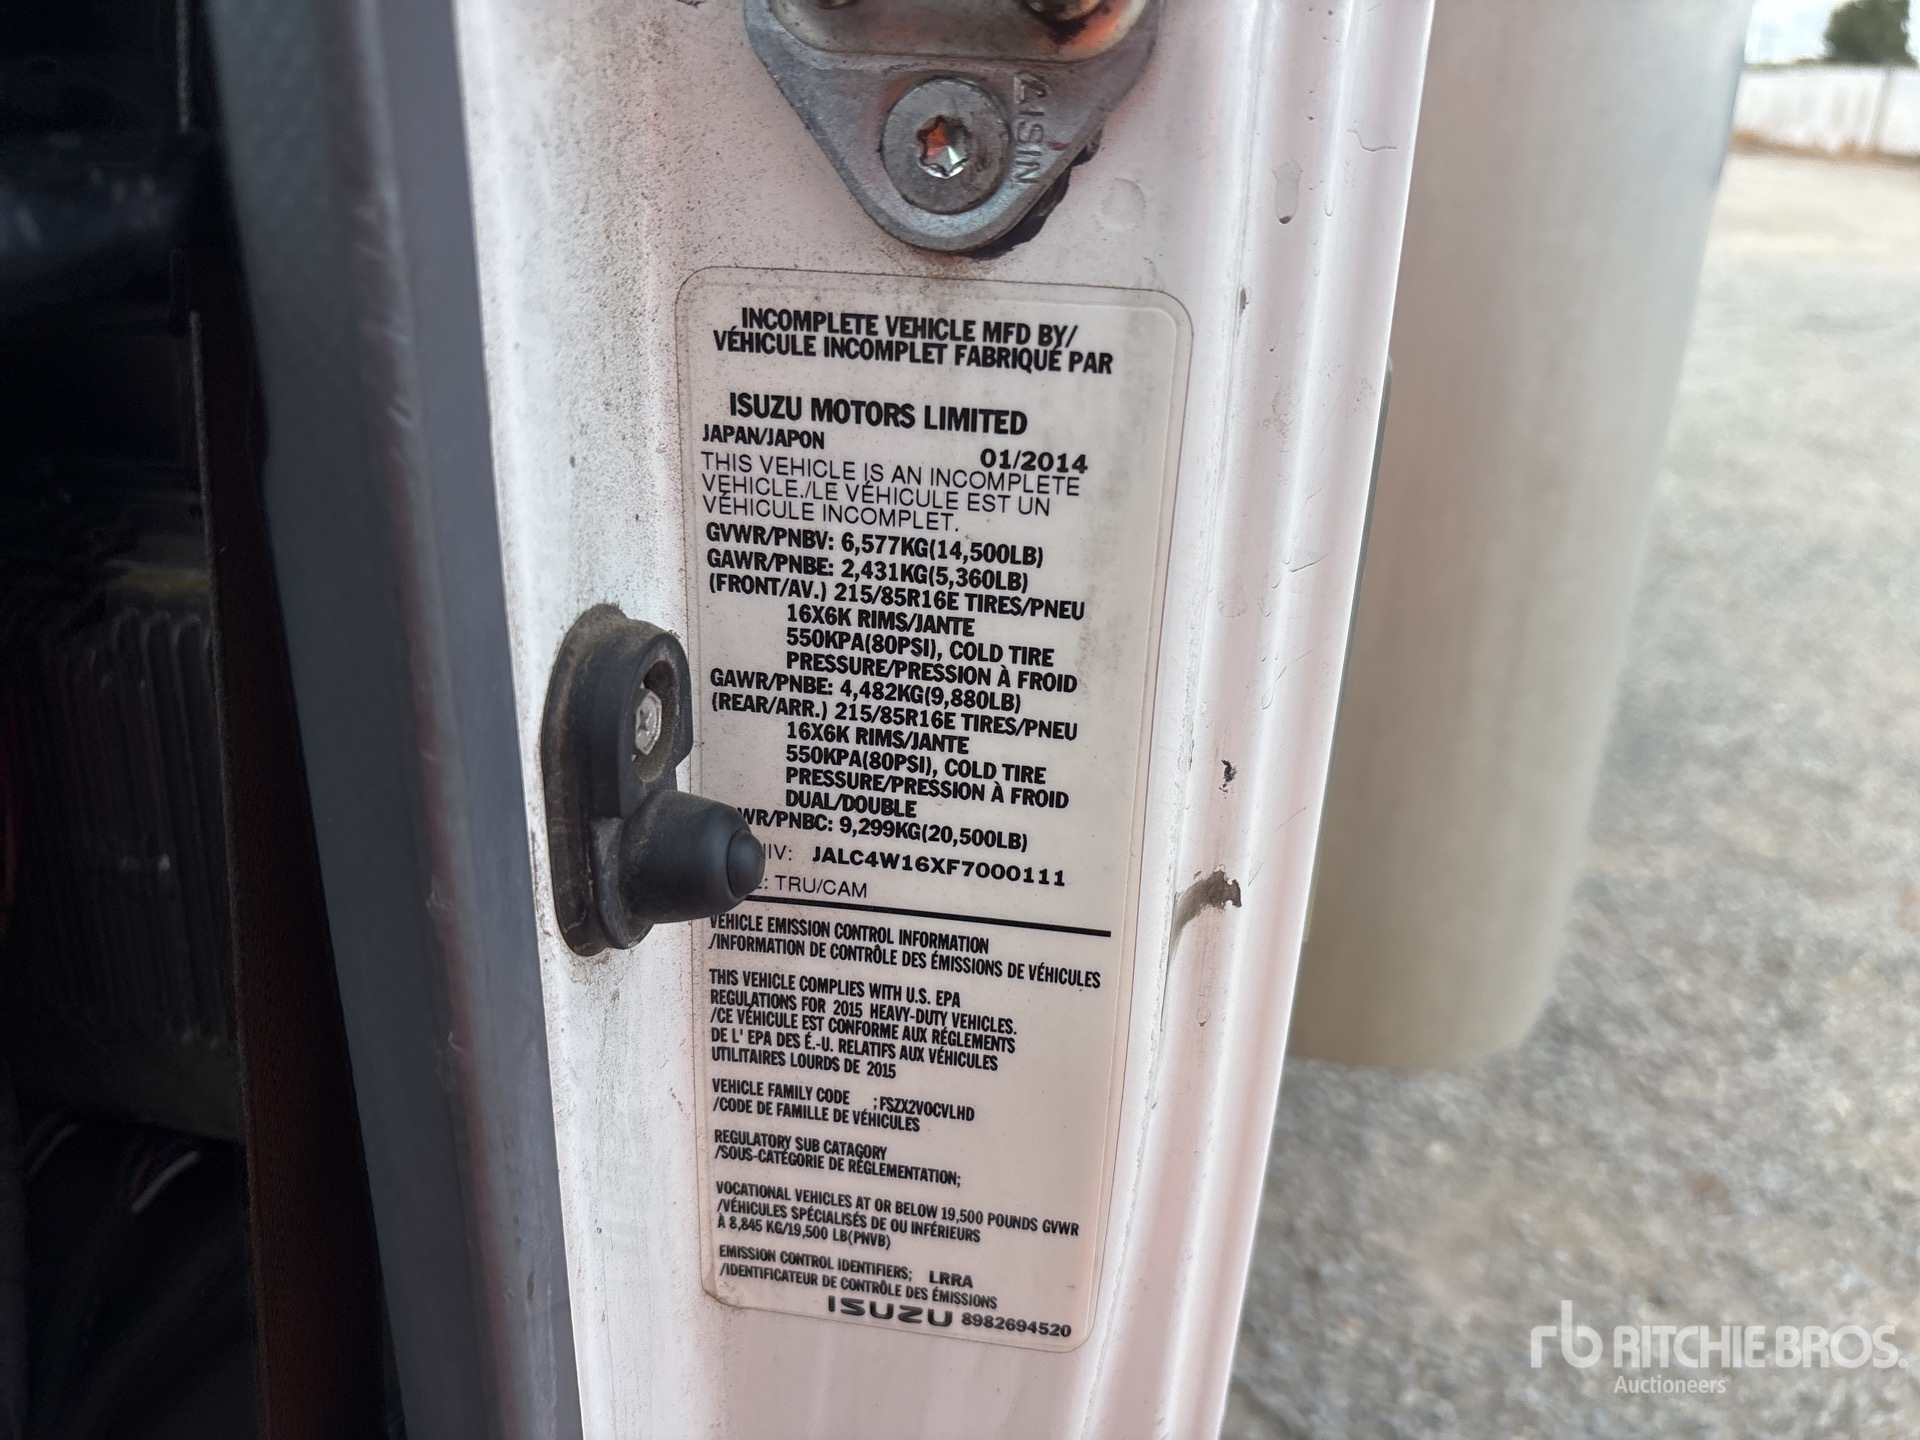 AISIN
INCOMPLETE VEHICLE MFD BY/
VÉHICULE INCOMPLET FABRIQUÉ PAR
ISUZU MOTORS LIMITED
JAPAN/JAPON 01/2014
THIS VEHICLE IS AN INCOMPLETE
VEHICLE./LE VÉHICULE EST UN
VÉHICULE INCOMPLET.
GVWR/PNBV: 6,577KG(14,500LB)
GAWR/PNBE: 2,431KG(5,360LB)
(FRONT/AV.) 215/85R16E TIRES/PNEU
16X6K RIMS/JANTE
550KPA(80PSI), COLD TIRE
PRESSURE/PRESSION À FROID
GAWR/PNBE: 4,482KG(9,880LB)
(REAR/ARR.) 215/85R16E TIRES/PNEU
16X6K RIMS/JANTE
550KPA(80PSI), COLD TIRE
PRESSURE/PRESSION À FROID
DUAL/DOUBLE
WR/PNBC: 9,299KG(20,500LB)
IV: JALC4W16XF7000111
: TRU/CAM
VEHICLE EMISSION CONTROL INFORMATION
/INFORMATION DE CONTRÔLE DES ÉMISSIONS DE VÉHICULES
THIS VEHICLE COMPLIES WITH U.S. EPA
REGULATIONS FOR 2015 HEAVY-DUTY VEHICLES.
/CE VÉHICULE EST CONFORME AUX RÉGLEMENTS
DE L' EPA DES É.-U. RELATIFS AUX VÉHICULES
UTILITAIRES LOURDS DE 2015
VEHICLE FAMILY CODE ;FSZX2VOCVLHD
/CODE DE FAMILLE DE VÉHICULES
REGULATORY SUB CATAGORY
/SOUS-CATÉGORIE DE RÉGLEMENTATION;
VOCATIONAL VEHICLES AT OR BELOW 19,500 POUNDS GVWR
/VÉHICULES SPÉCIALISÉS DE OU INFÉRIEURS
À 8,845 KG/19,500 LB(PNVB)
EMISSION CONTROL IDENTIFIERS; LRRA
/IDENTIFICATEUR DE CONTRÔLE DES ÉMISSIONS
ISUZU 8982694520
rb RITCHIE BROS.
Auctioneers